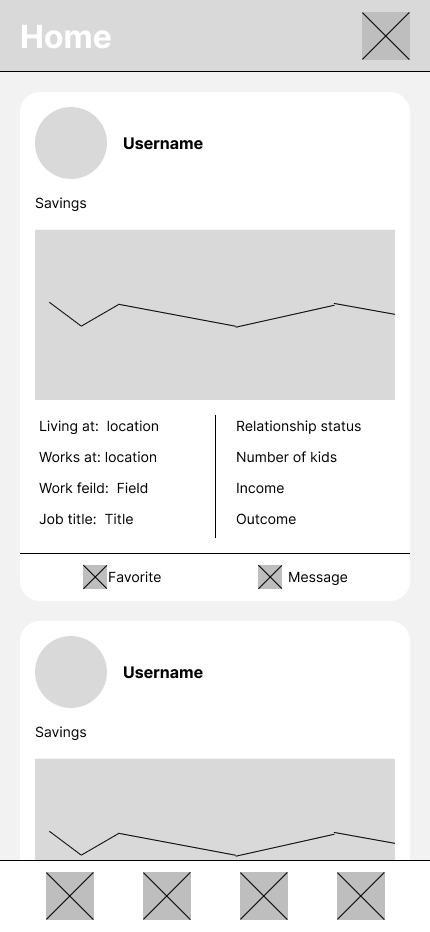 Home
Username
Savings
Living at: location
Works at: location
Work feild: Field
Job title: Title
Relationship status
Number of kids
Income
Outcome
Favorite
Message
Username
Savings